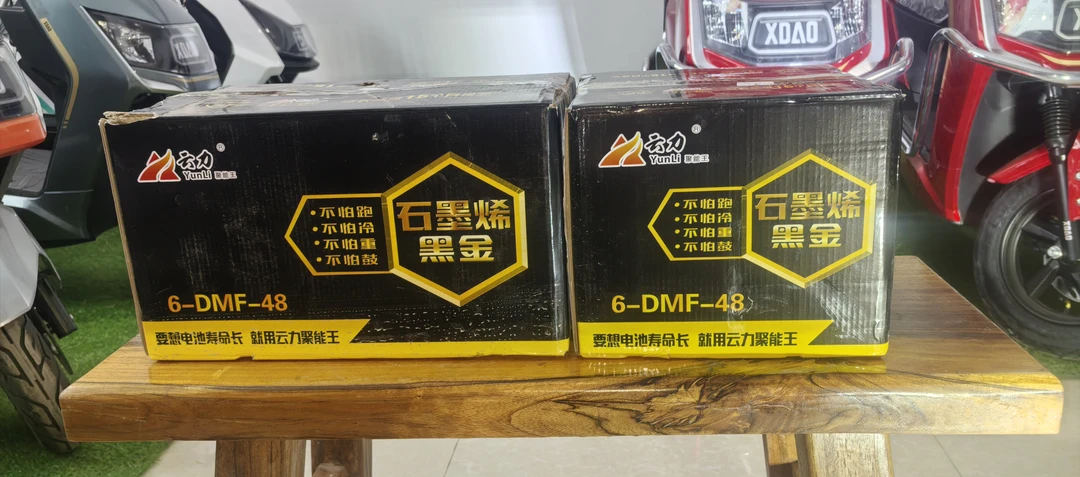 XDAO
云力®
YunLi 聚能王
·不怕跑
·不怕冷
·不怕重
·不怕鼓
石墨烯
黑金
6-DMF-48
要想电池寿命长 就用云力聚能王
云力®
YunLi 聚能王
·不怕跑
·不怕冷
·不怕重
·不怕鼓
石墨烯
黑金
6-DMF-48
要想电池寿命长 就用云力聚能王